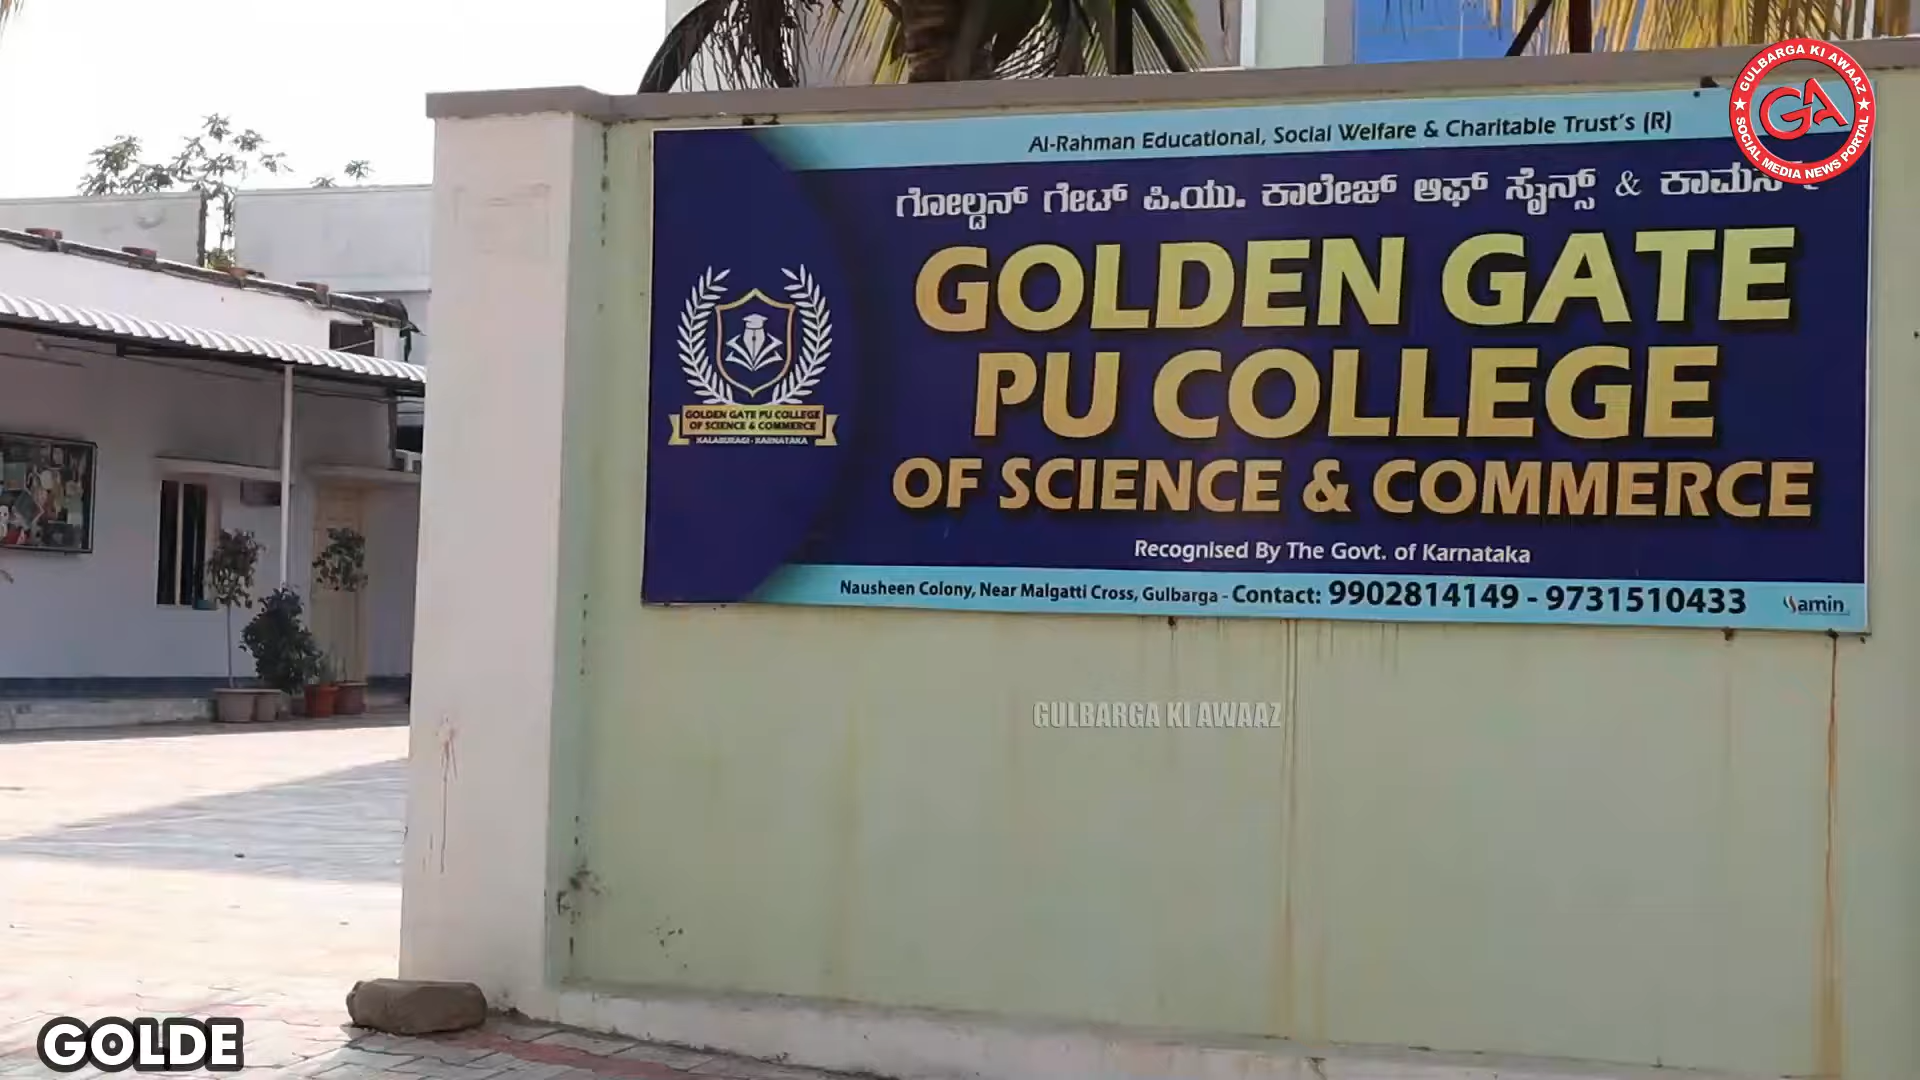 Al-Rahman Educational, Social Welfare & Charitable Trust's (R)
ಗೋಲ್ಡನ್ ಗೇಟ್ ಪಿ.ಯು. ಕಾಲೇಜ್ ಆಫ್ ಸೈನ್ಸ್ &
GOLDEN GATE
PU COLLEGE
OF SCIENCE & COMMERCE
Recognised By The Govt. of Karnataka
Nausheen Colony, Near Malgatti Cross, Gulbarga - Contact: 9902814149 - 9731510433
Yamin
GOLDEN GATE PU COLLEGE
OF SCIENCE & COMMERCE
KALABURAGI - KARNATAKA
GULBARGA KI AWAAZ
GA
SOCIAL MEDIA NEWS PORTAL
GULBARGA KI AWAAZ
GOLDE